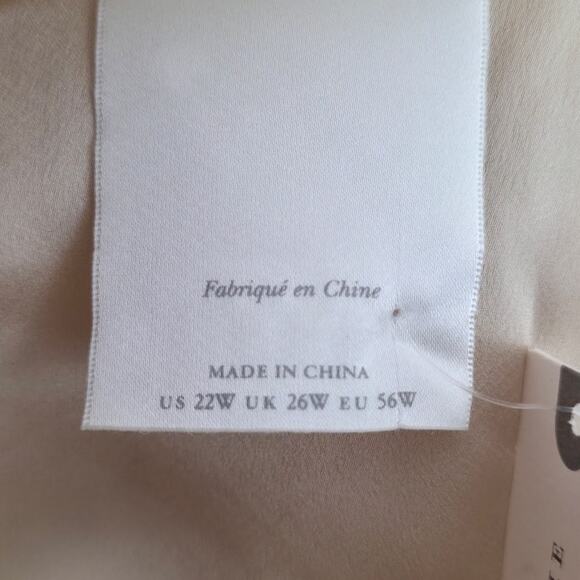 Fabriqué en Chine
MADE IN CHINA
US 22W UK 26W EU 56W